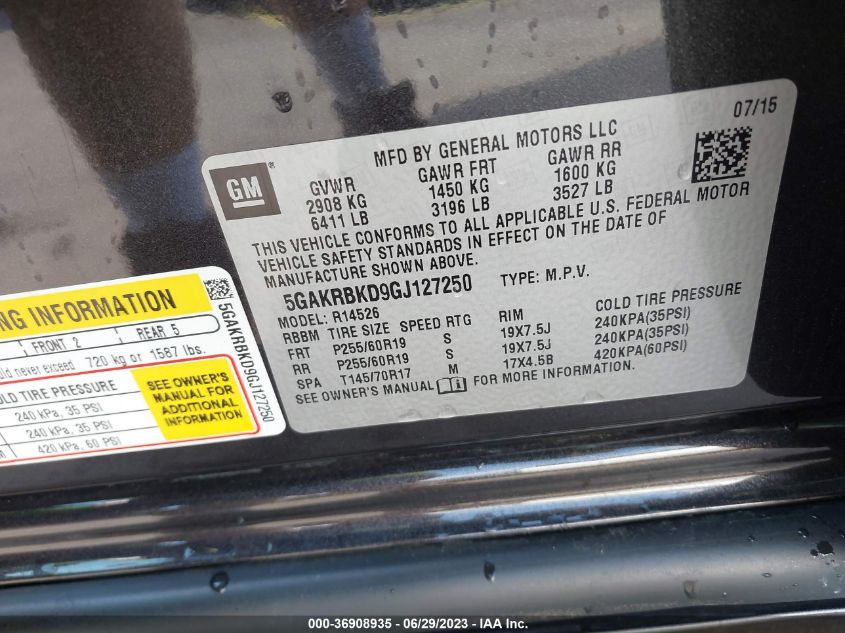 07/15
MFD BY GENERAL MOTORS LLC
GM ®
GVWR GAWR FRT GAWR RR
2908 KG 1450 KG 1600 KG
6411 LB 3196 LB 3527 LB
THIS VEHICLE CONFORMS TO ALL APPLICABLE U.S. FEDERAL MOTOR
VEHICLE SAFETY STANDARDS IN EFFECT ON THE DATE OF
MANUFACTURE SHOWN ABOVE.
5GAKRBKD9GJ127250 TYPE: M.P.V.
MODEL: R14526
RBBM TIRE SIZE SPEED RTG RIM COLD TIRE PRESSURE
FRT P255/60R19 S 19X7.5J 240KPA(35PSI)
RR P255/60R19 S 19X7.5J 240KPA(35PSI)
SPA T145/70R17 M 17X4.5B 420KPA(60PSI)
SEE OWNER'S MANUAL i FOR MORE INFORMATION.
INFORMATION
FRONT 2 REAR 5
never exceed 720 kg or 1587 lbs.
COLD TIRE PRESSURE
240 kPa, 35 PSI
240 kPa, 35 PSI
420 kPa, 60 PSI
SEE OWNER'S
MANUAL FOR
ADDITIONAL
INFORMATION
5GAKRBKD9GJ127250
000-36908935 - 06/29/2023 - IAA Inc.